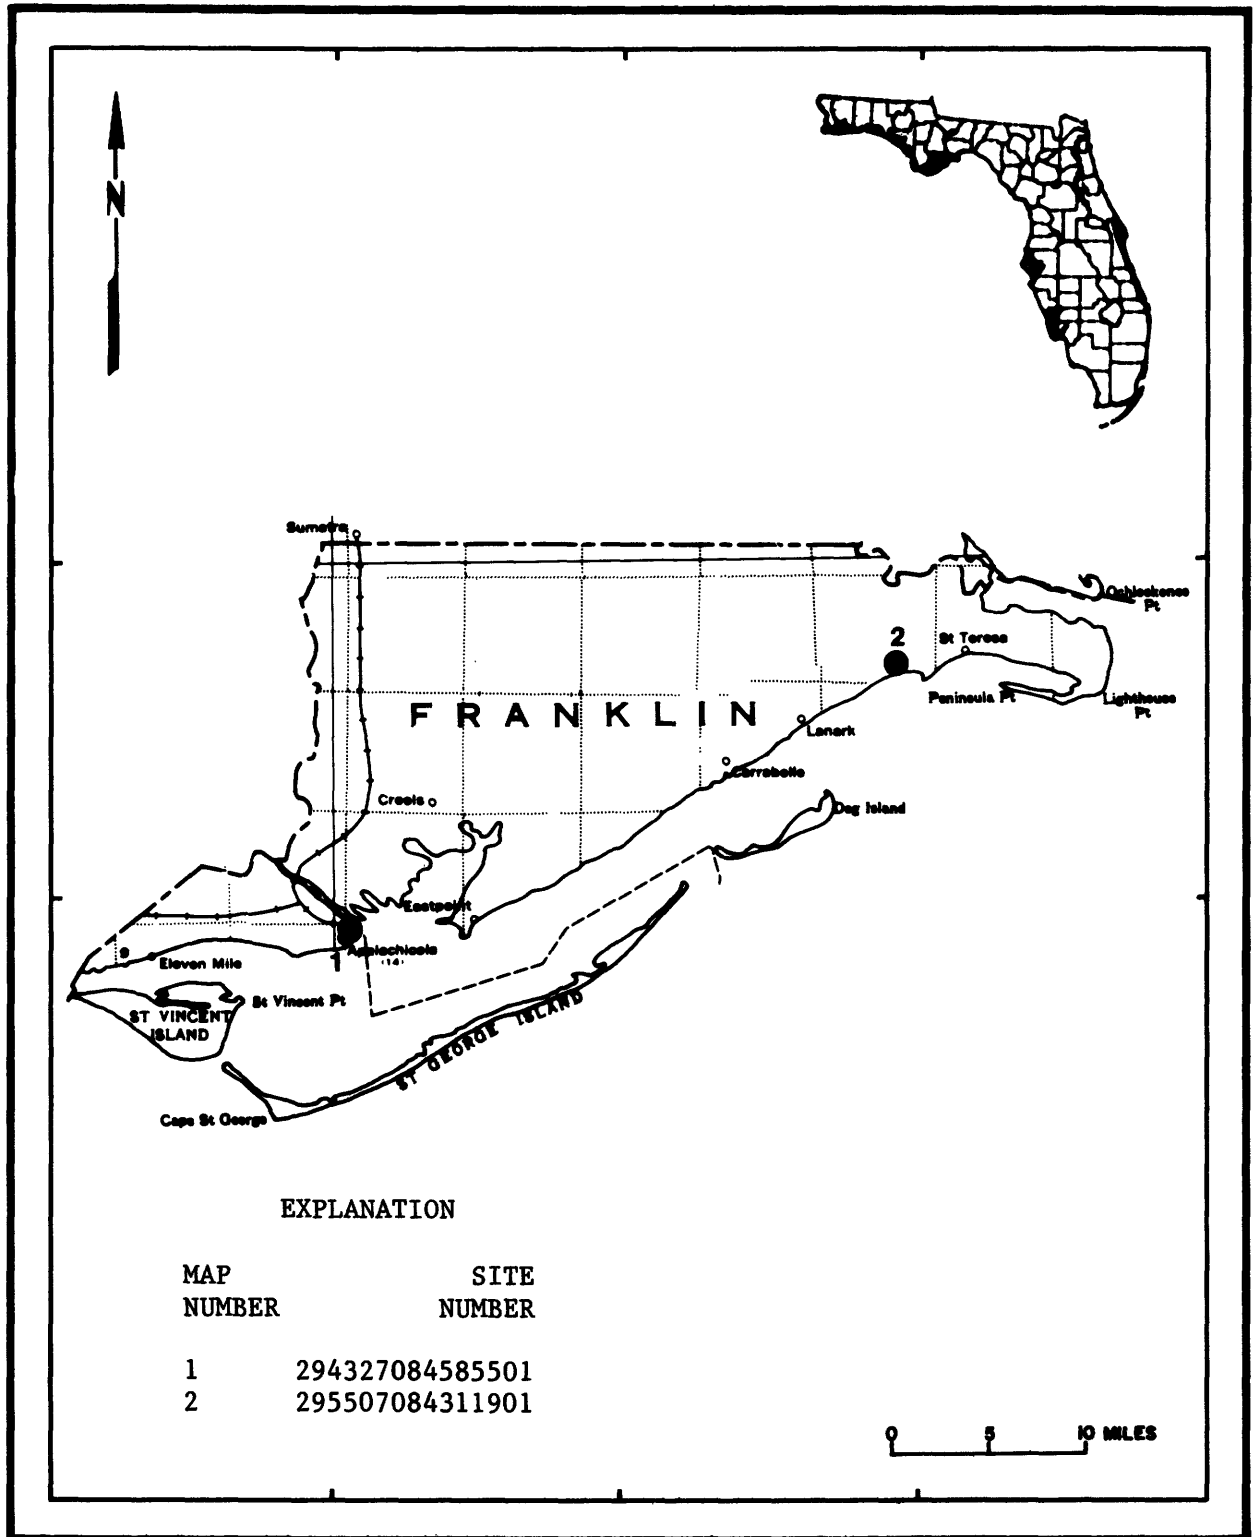 N
Sumatra
Ochlockonee
Pt
2
St Teresa
Peninsula Pt
Lighthouse
Pt
FRANKLIN
Lanark
Carrabelle
Creels
Dog Island
Eastpoint
Apalachicola
(14)
1
9
Eleven Mile
St Vincent Pt
ST VINCENT
ISLAND
ST GEORGE ISLAND
Cape St George
EXPLANATION
MAP SITE
NUMBER NUMBER
1 294327084585501
2 295507084311901
0 5 10 MILES